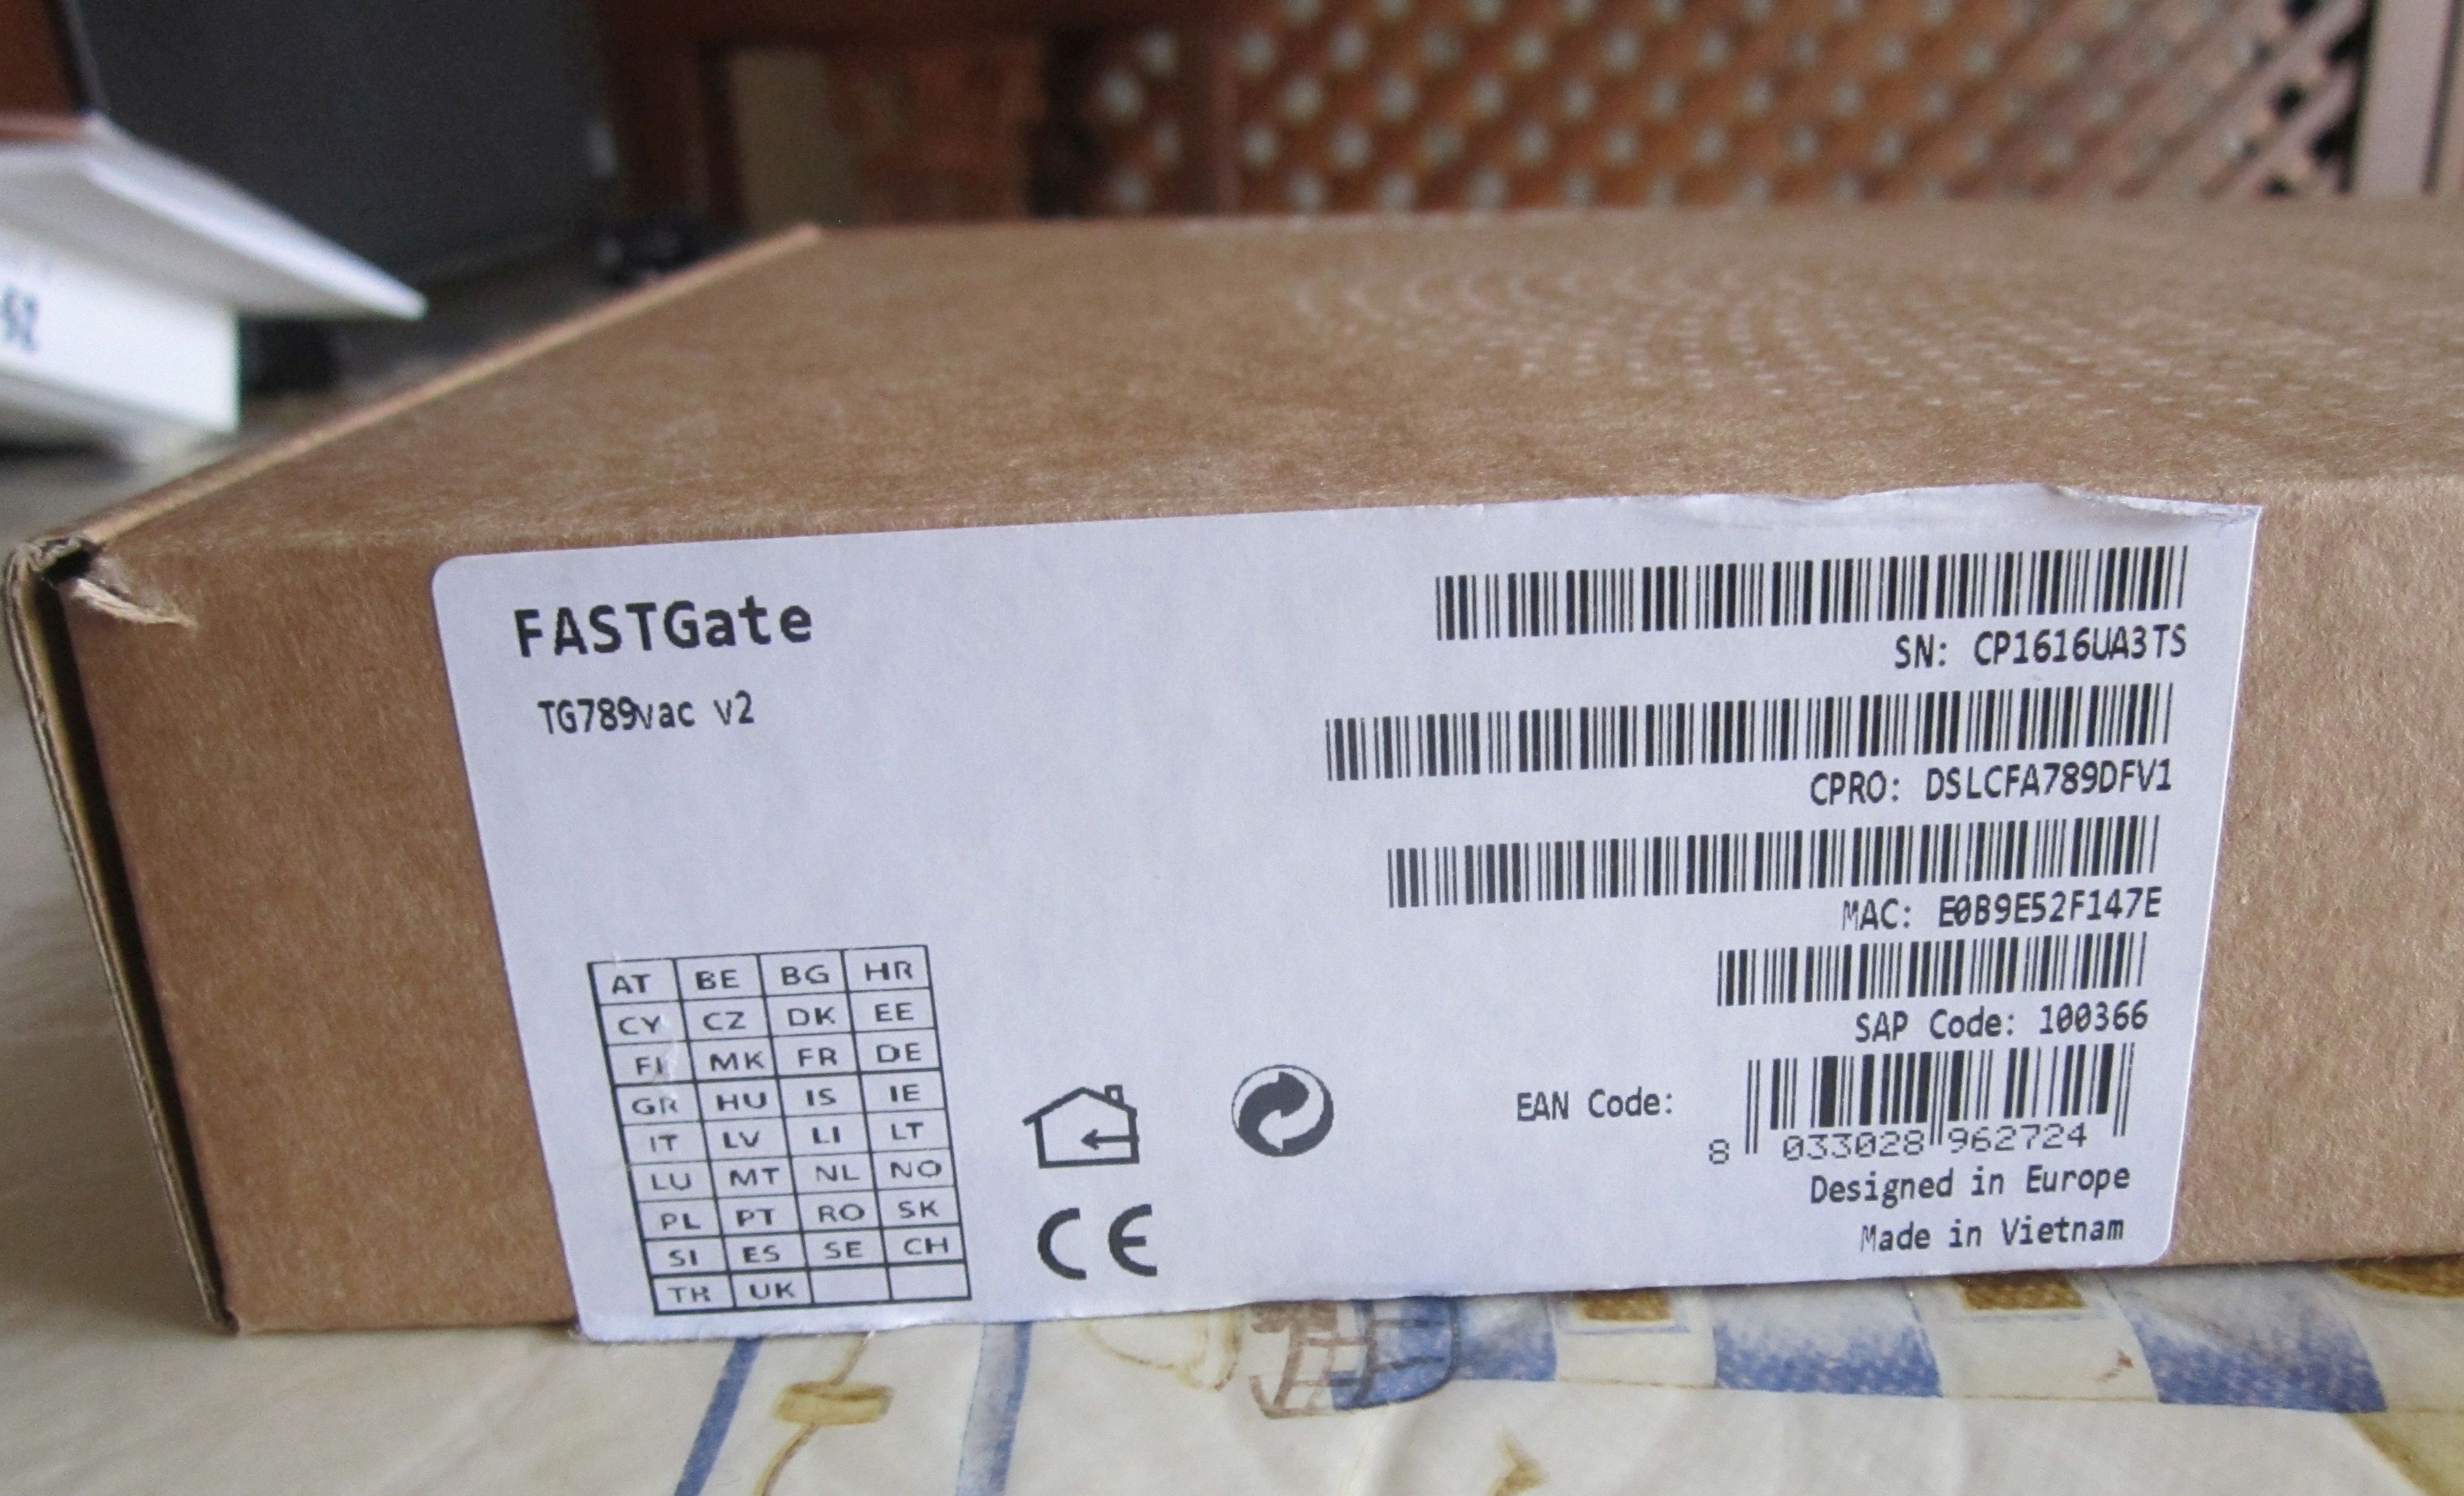 FASTGate
TG789vac v2
SN: CP1616UA3TS
CPRO: DSLCFA789DFV1
MAC: E0B9E52F147E
SAP Code: 100366
EAN Code:
8 033028 962724
Designed in Europe
Made in Vietnam
AT BE BG HR
CY CZ DK EE
FI MK FR DE
GR HU IS IE
IT LV LI LT
LU MT NL NO
PL PT RO SK
SI ES SE CH
TR UK
CE